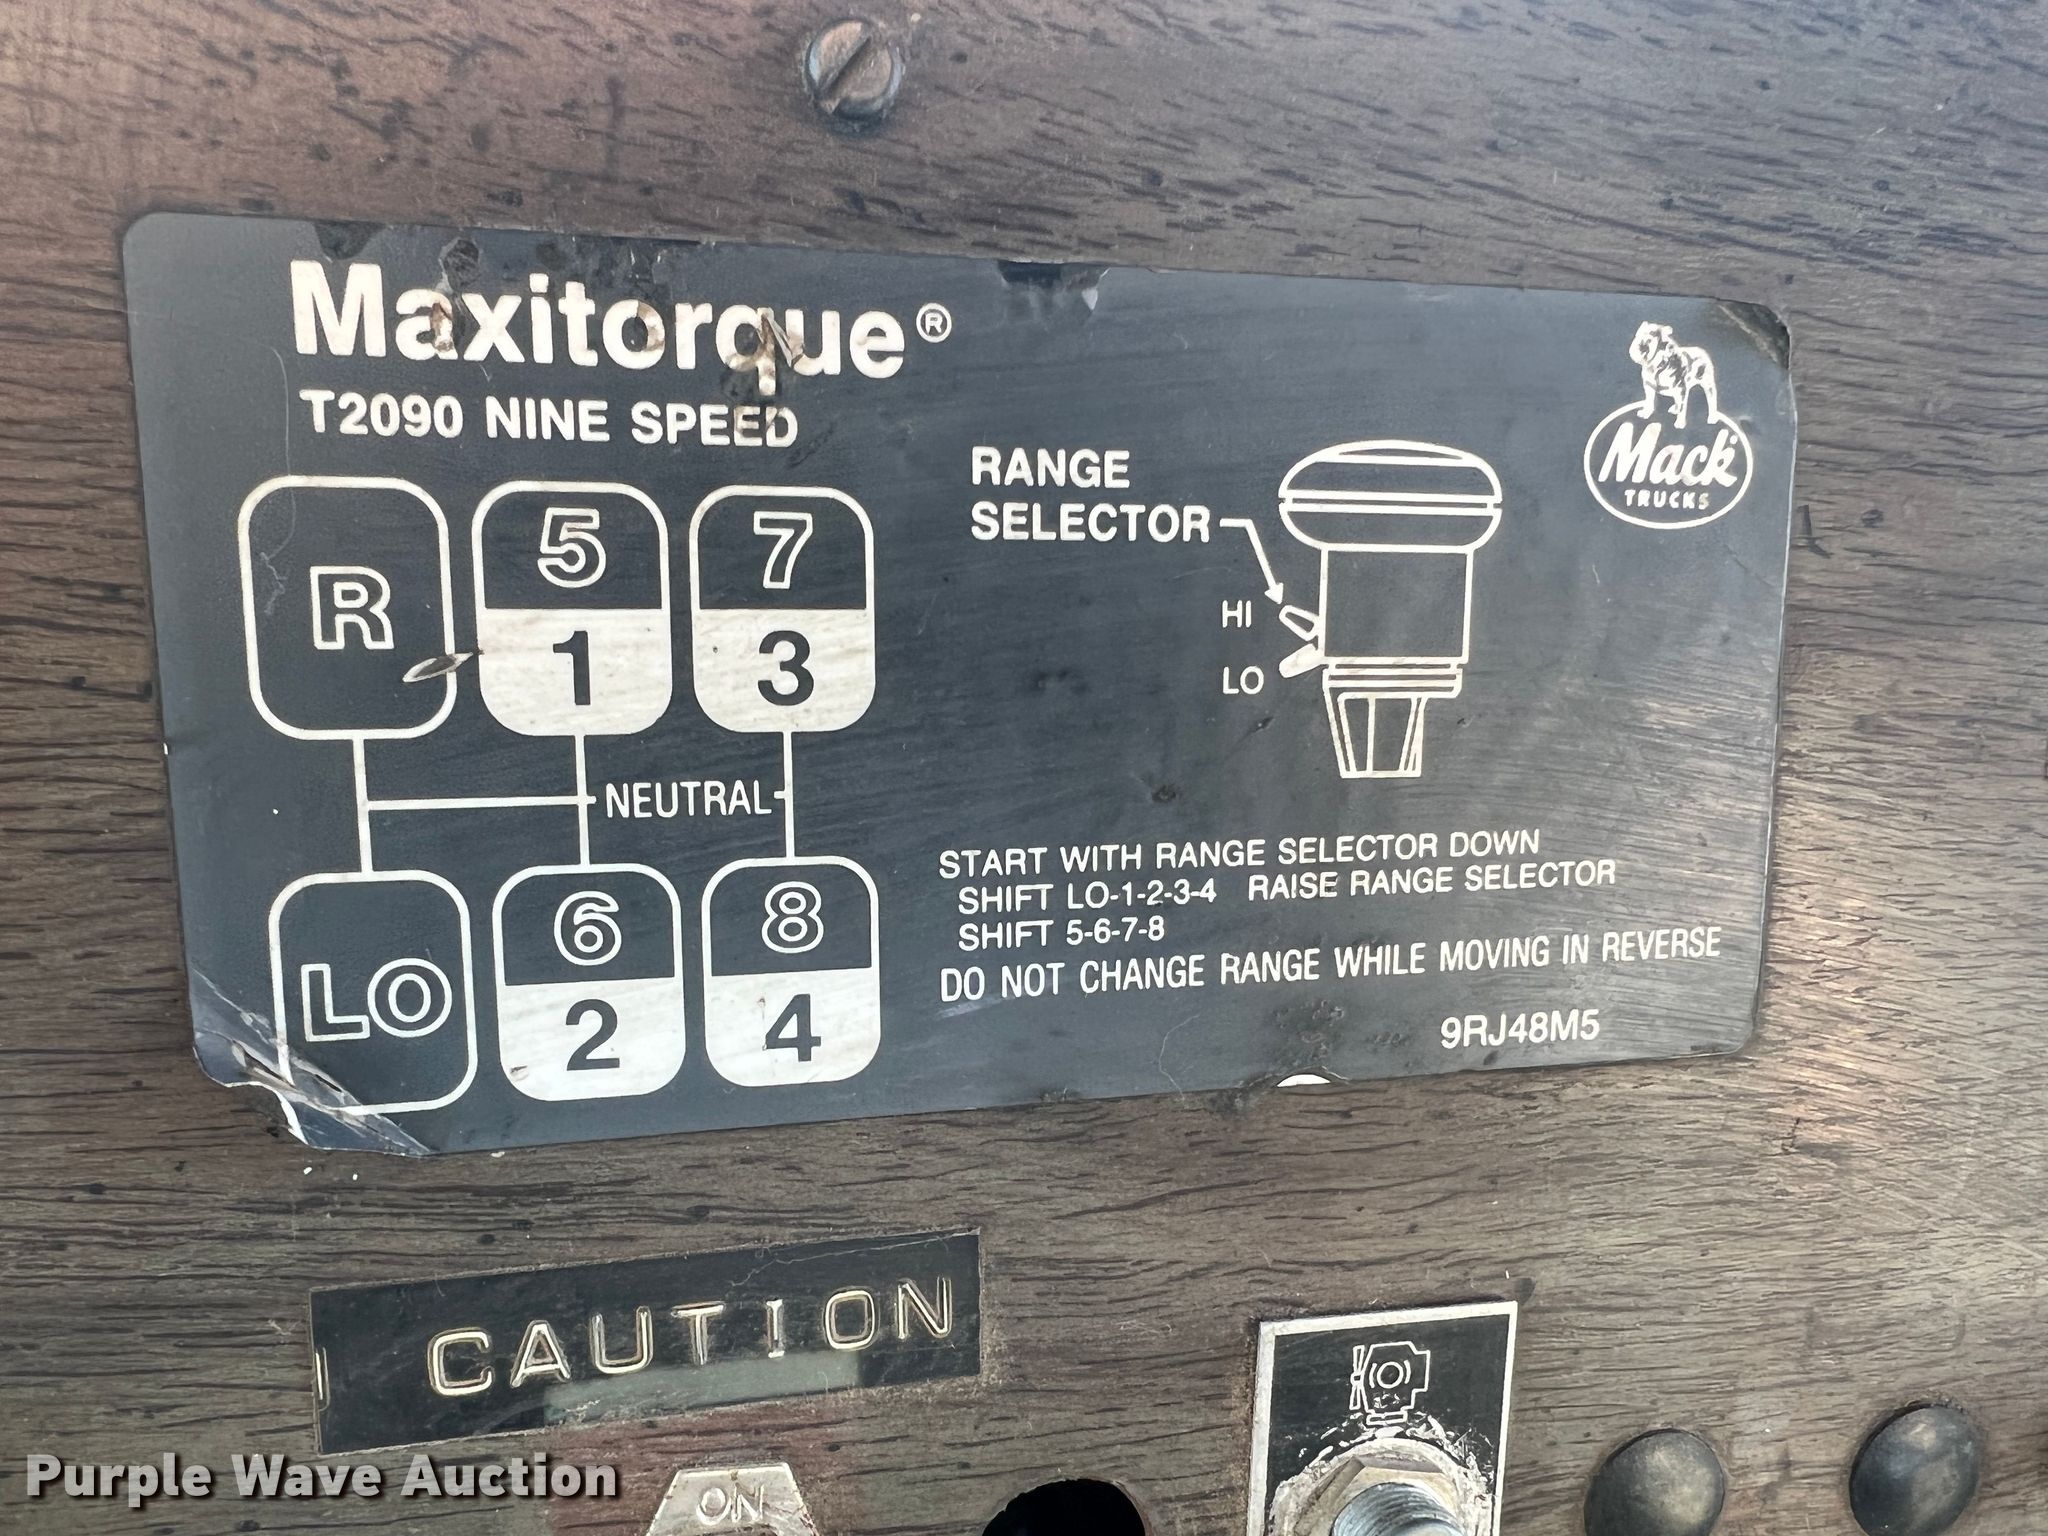 Maxitorque®
T2090 NINE SPEED
R
5
1
7
3
NEUTRAL
LO
6
2
8
4
RANGE
SELECTOR
HI
LO
Mack
TRUCKS
START WITH RANGE SELECTOR DOWN
SHIFT LO-1-2-3-4 RAISE RANGE SELECTOR
SHIFT 5-6-7-8
DO NOT CHANGE RANGE WHILE MOVING IN REVERSE
9RJ48M5
CAUTION
ON
Purple Wave Auction